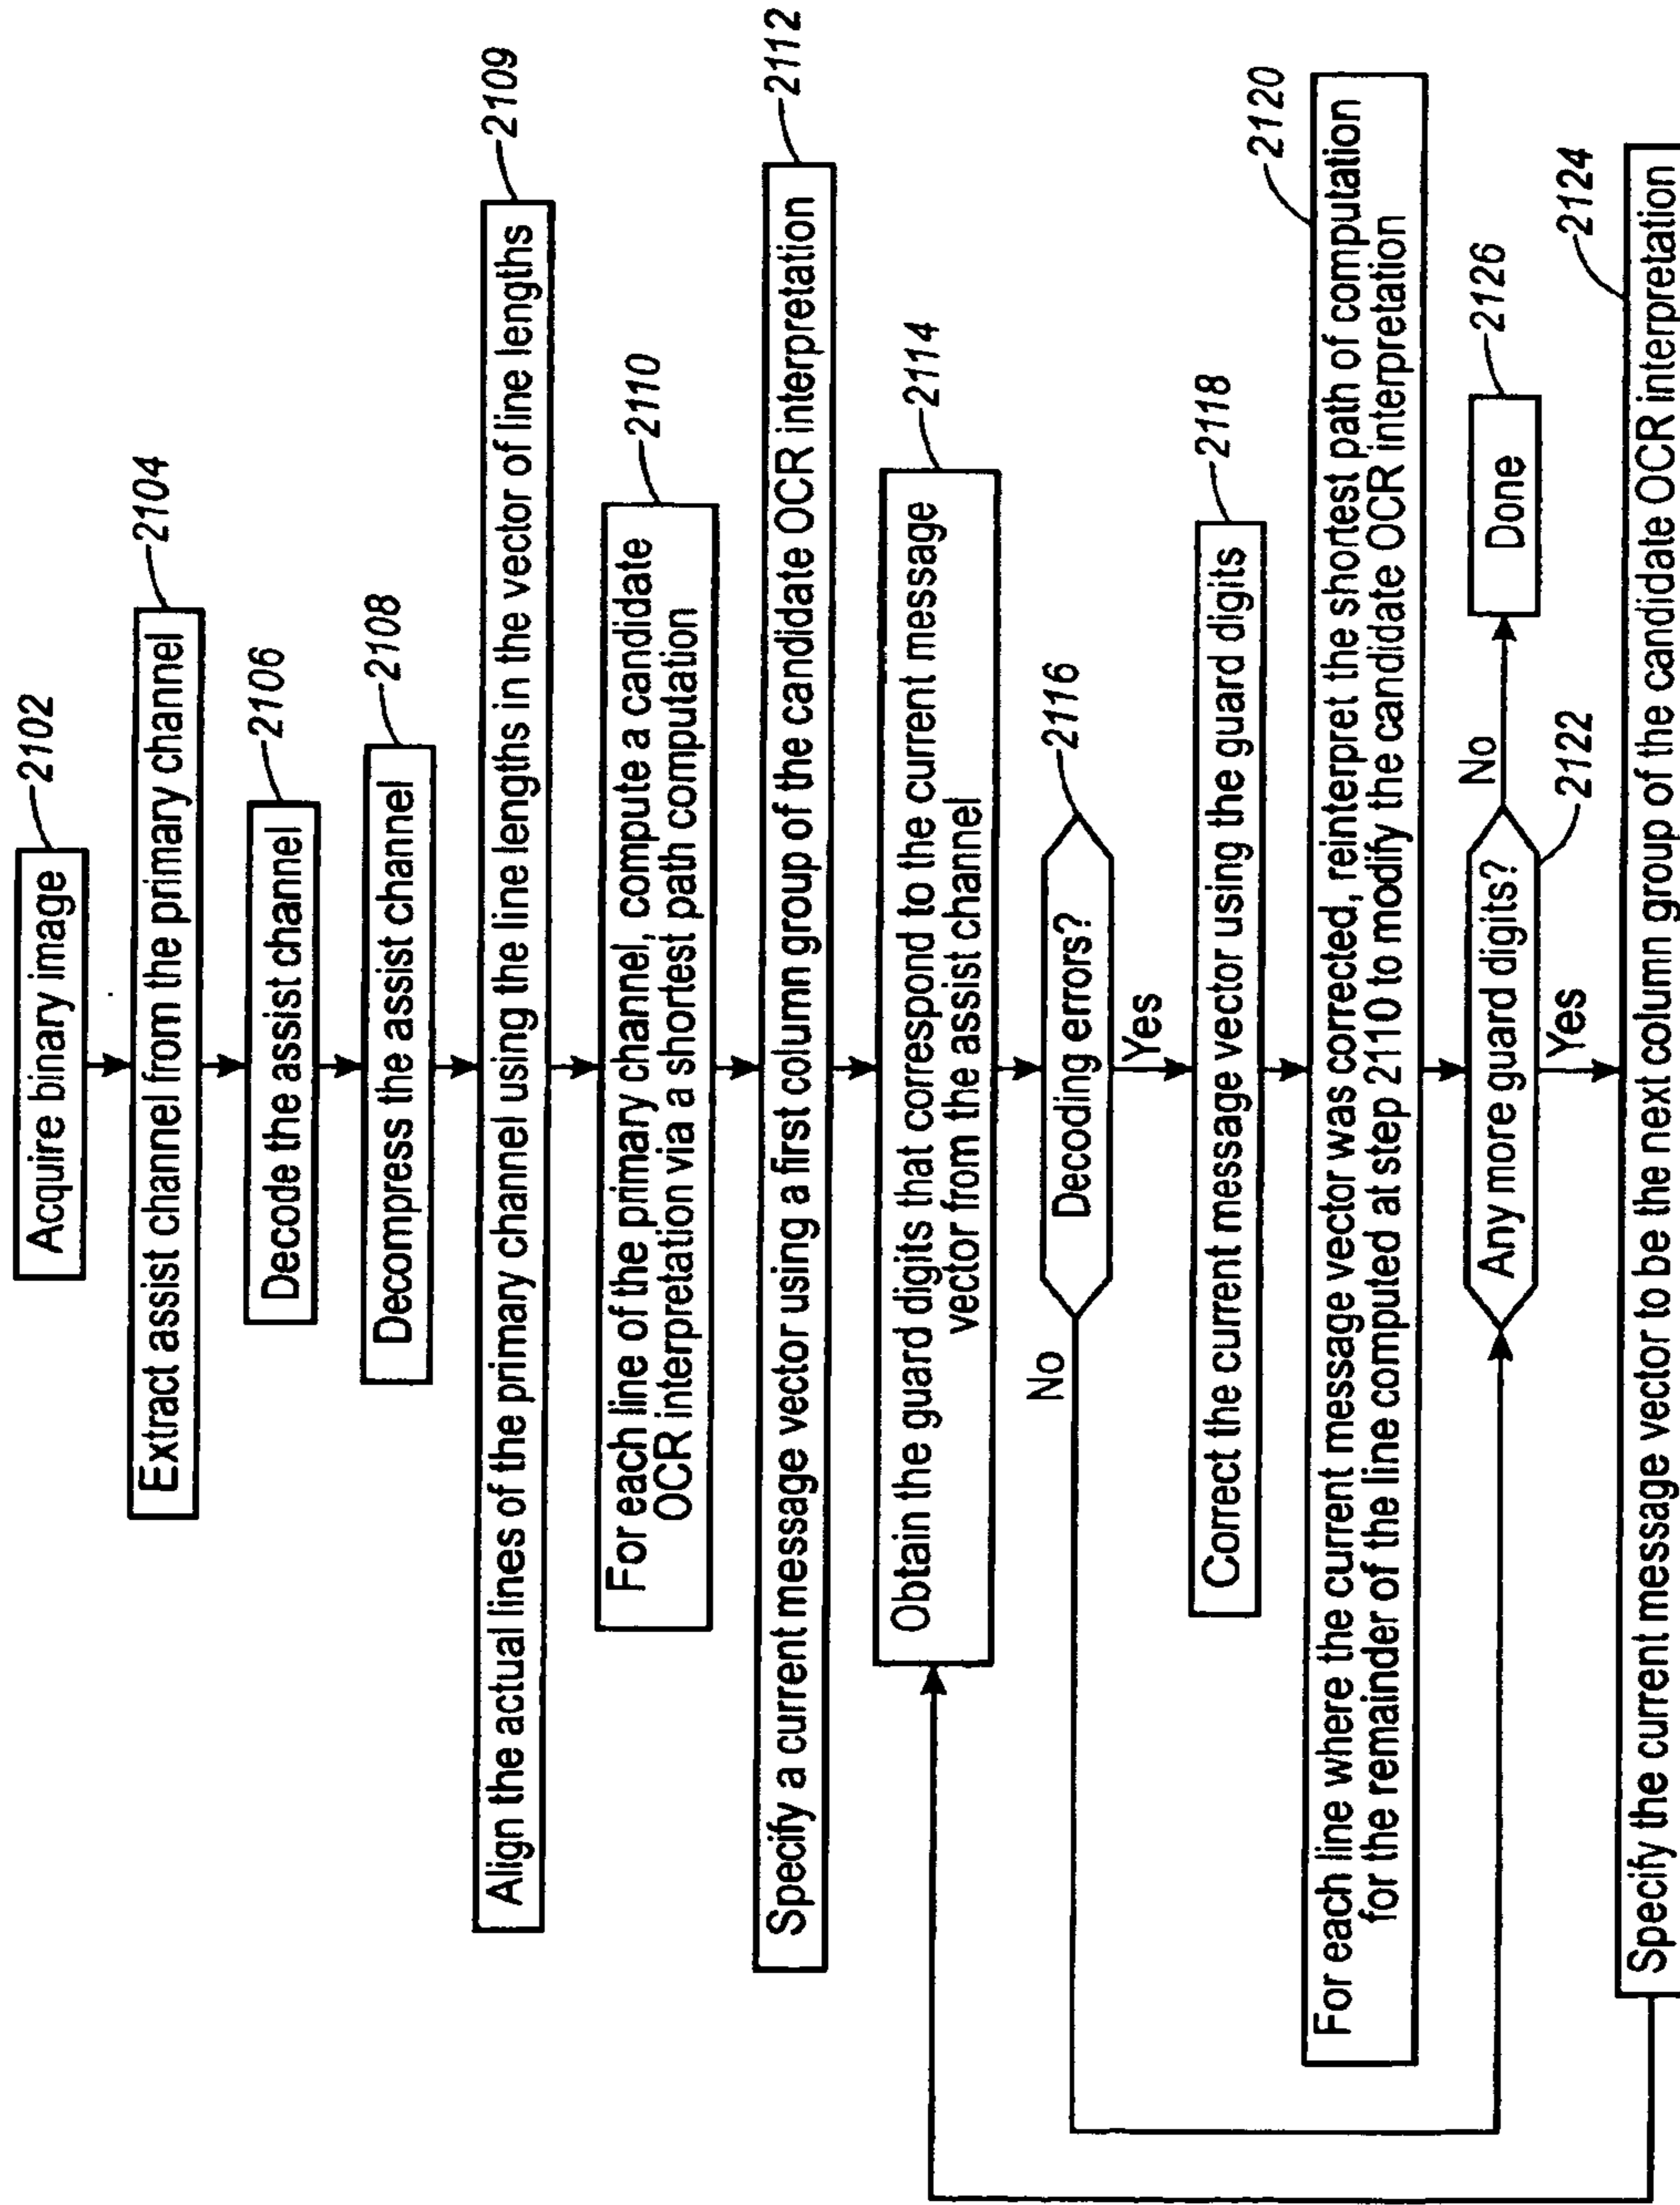 Acquire binary image
2102
Extract assist channel from the primary channel
2104
Decode the assist channel
2106
Decompress the assist channel
2108
Align the actual lines of the primary channel using the line lengths in the vector of line lengths
2109
For each line of the primary channel, compute a candidate
OCR interpretation via a shortest path computation
2110
Specify a current message vector using a first column group of the candidate OCR interpretation
2112
Obtain the guard digits that correspond to the current message
vector from the assist channel
2114
Decoding errors?
2116
No
Yes
Correct the current message vector using the guard digits
2118
For each line where the current message vector was corrected, reinterpret the shortest path of computation
for the remainder of the line computed at step 2110 to modify the candidate OCR interpretation
2120
Any more guard digits?
2122
No
Done
2126
Yes
Specify the current message vector to be the next column group of the candidate OCR interpretation
2124